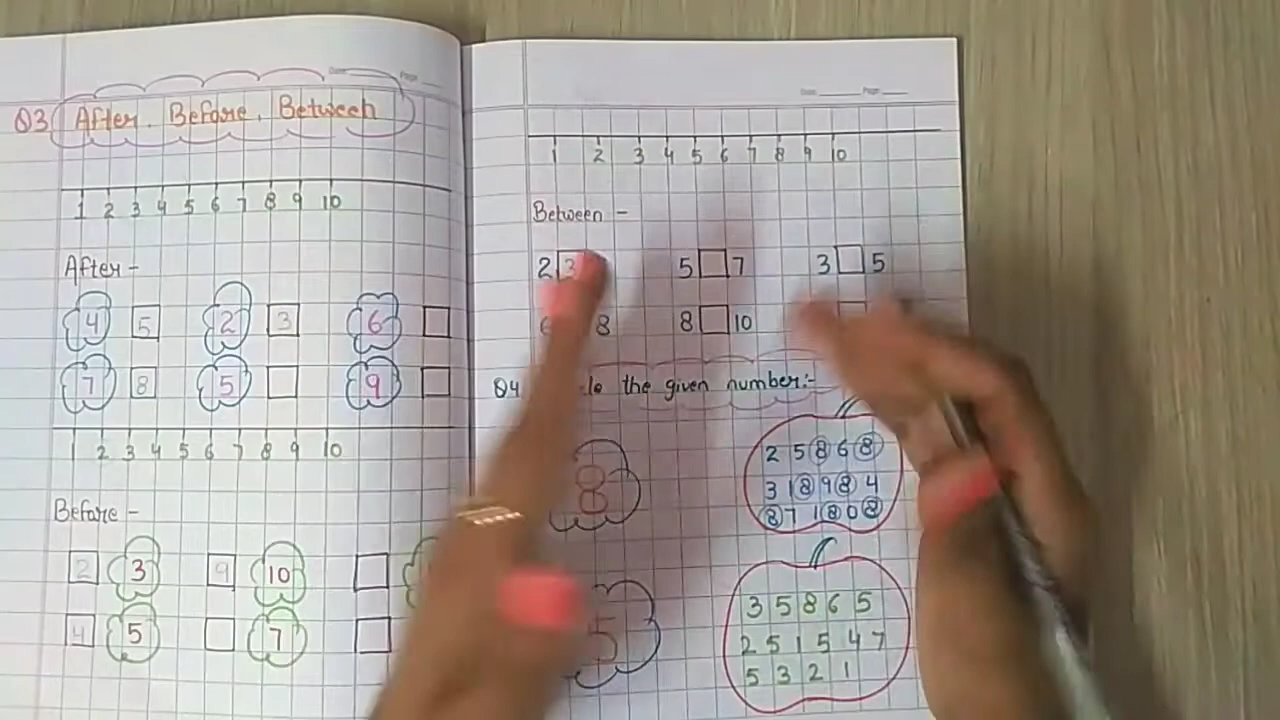 Date Page
Q3 After, Before, Between
1 2 3 4 5 6 7 8 9 10
After -
4 5 2 3 6
7 8 5 9
1 2 3 4 5 6 7 8 9 10
Before -
2 3 9 10
4 5 7
Date Page
1 2 3 4 5 6 7 8 9 10
Between -
2 3 5 7 3 5
8 8 10
Q4 the given number:-
8
2 5 8 6 8
3 1 8 9 8 4
8 7 1 8 0 8
5
3 5 8 6 5
2 5 1 5 4 7
5 3 2 1